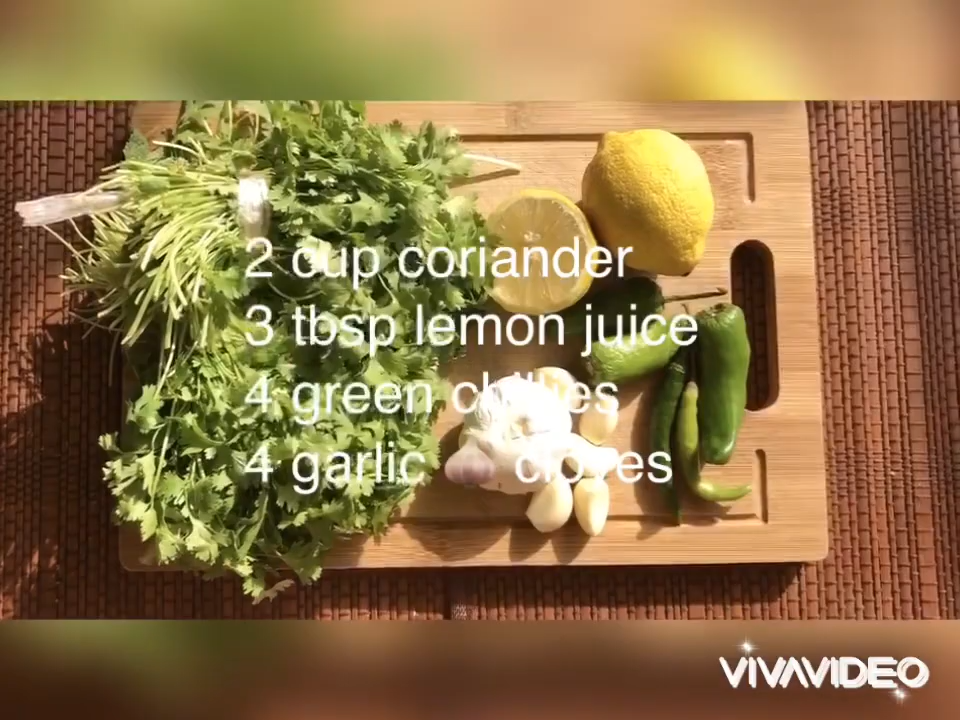 2 cup coriander
3 tbsp lemon juice
4 green chillies
4 garlic cloves
VIVAVIDEO